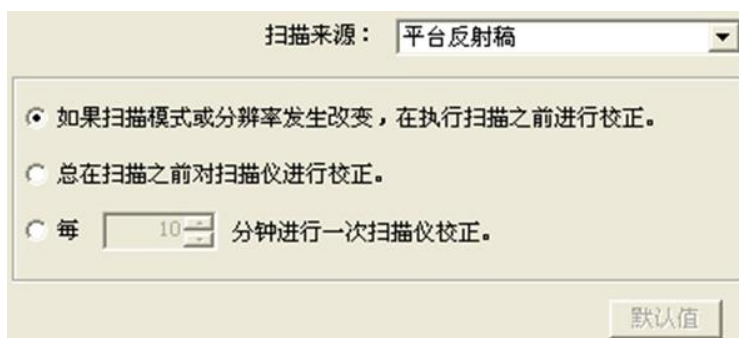 扫描来源： 平台反射稿
如果扫描模式或分辨率发生改变，在执行扫描之前进行校正。
总在扫描之前对扫描仪进行校正。
每 10 分钟进行一次扫描仪校正。
默认值